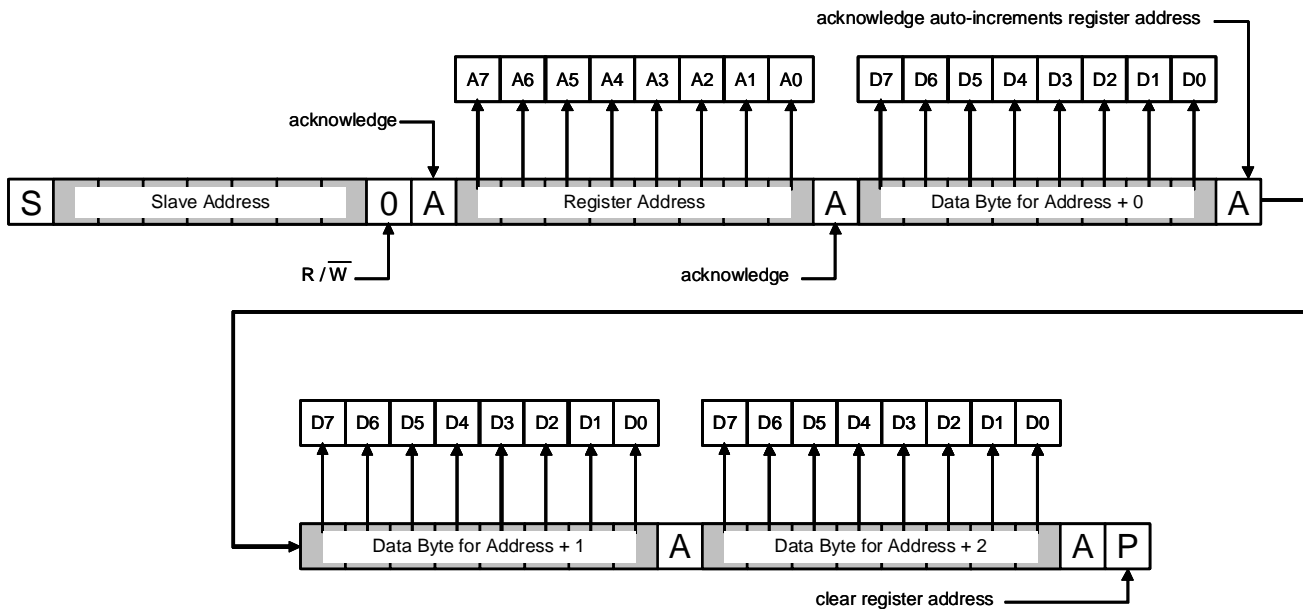 acknowledge auto-increments register address
A7 A6 A5 A4 A3 A2 A1 A0 D7 D6 D5 D4 D3 D2 D1 D0
acknowledge
S Slave Address 0 A Register Address A Data Byte for Address + 0 A
R / W acknowledge
D7 D6 D5 D4 D3 D2 D1 D0 D7 D6 D5 D4 D3 D2 D1 D0
Data Byte for Address + 1 A Data Byte for Address + 2 A P
clear register address